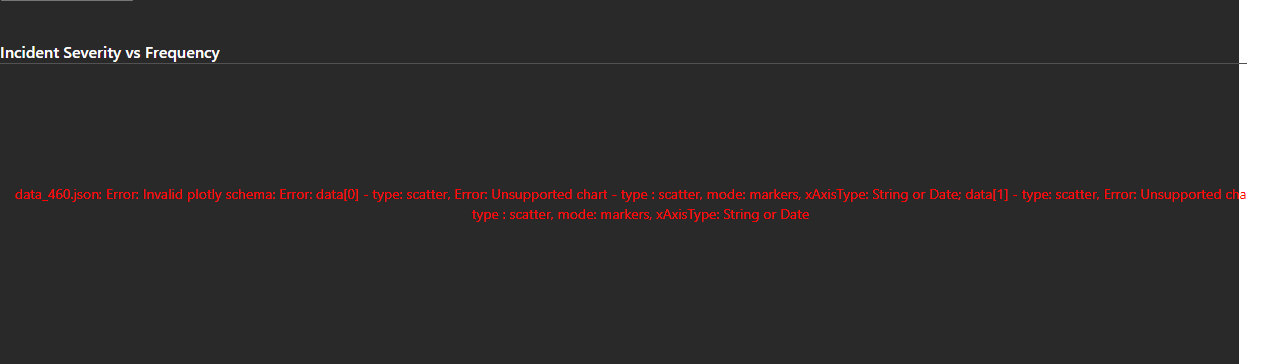 Incident Severity vs Frequency
data_460.json: Error: Invalid plotly schema: Error: data[0] - type: scatter, Error: Unsupported chart - type : scatter, mode: markers, xAxisType: String or Date; data[1] - type: scatter, Error: Unsupported cha
type : scatter, mode: markers, xAxisType: String or Date